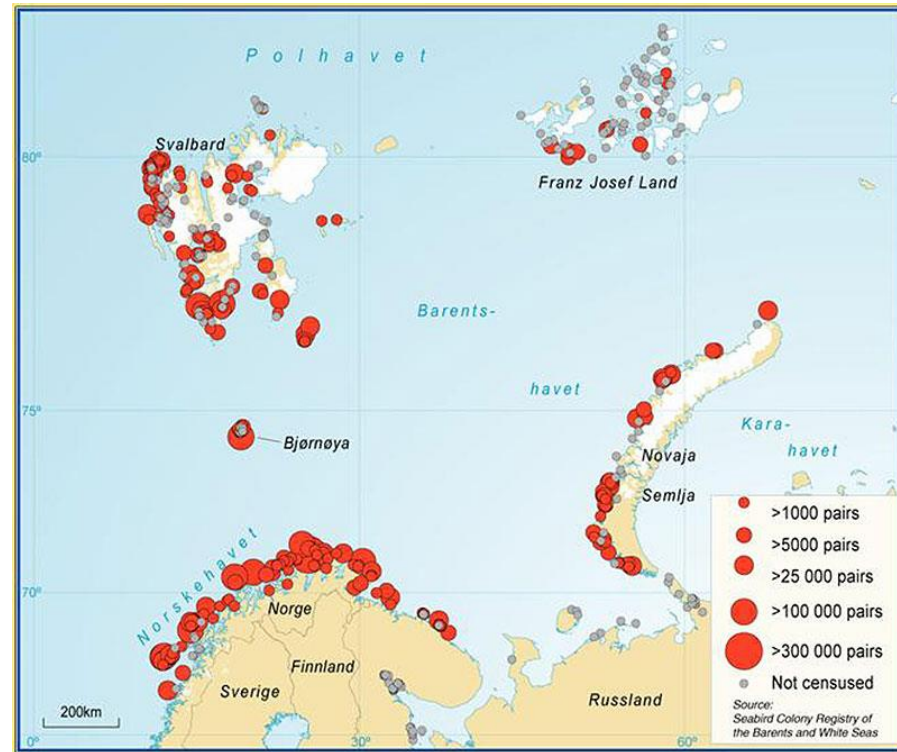 Polhavet
Svalbard
80°
Franz Josef Land
Barents-
havet
75°
Kara-
havet
Bjørnøya
Novaja
Semlja
Norskehavet
70°
Norge
Finnland
Sverige
Russland
200km
0°
30°
60°
>1000 pairs
>5000 pairs
>25 000 pairs
>100 000 pairs
>300 000 pairs
Not censused
Source:
Seabird Colony Registry of
the Barents and White Seas